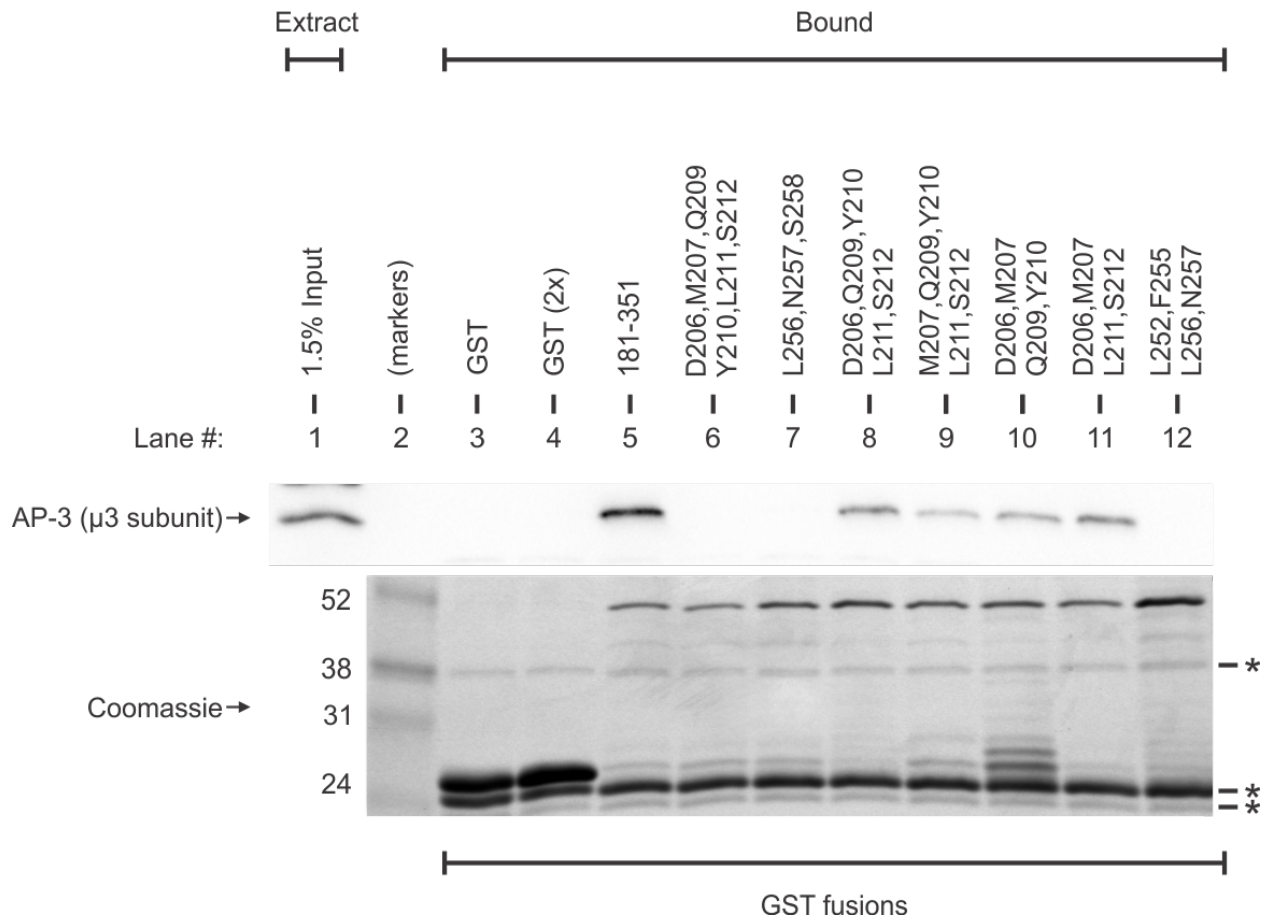 Extract
Bound
1.5% Input
(markers)
GST
GST (2x)
181-351
D206,M207,Q209
Y210,L211,S212
L256,N257,S258
D206,Q209,Y210
L211,S212
M207,Q209,Y210
L211,S212
D206,M207
Q209,Y210
D206,M207
L211,S212
L252,F255
L256,N257
Lane #: 1 2 3 4 5 6 7 8 9 10 11 12
AP-3 (μ3 subunit)→
52
38
*
Coomassie→
31
24
*
*
GST fusions